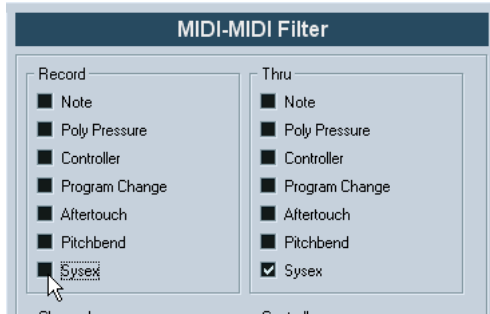 MIDI-MIDI Filter
Record
Note
Poly Pressure
Controller
Program Change
Aftertouch
Pitchbend
Sysex
Thru
Note
Poly Pressure
Controller
Program Change
Aftertouch
Pitchbend
Sysex